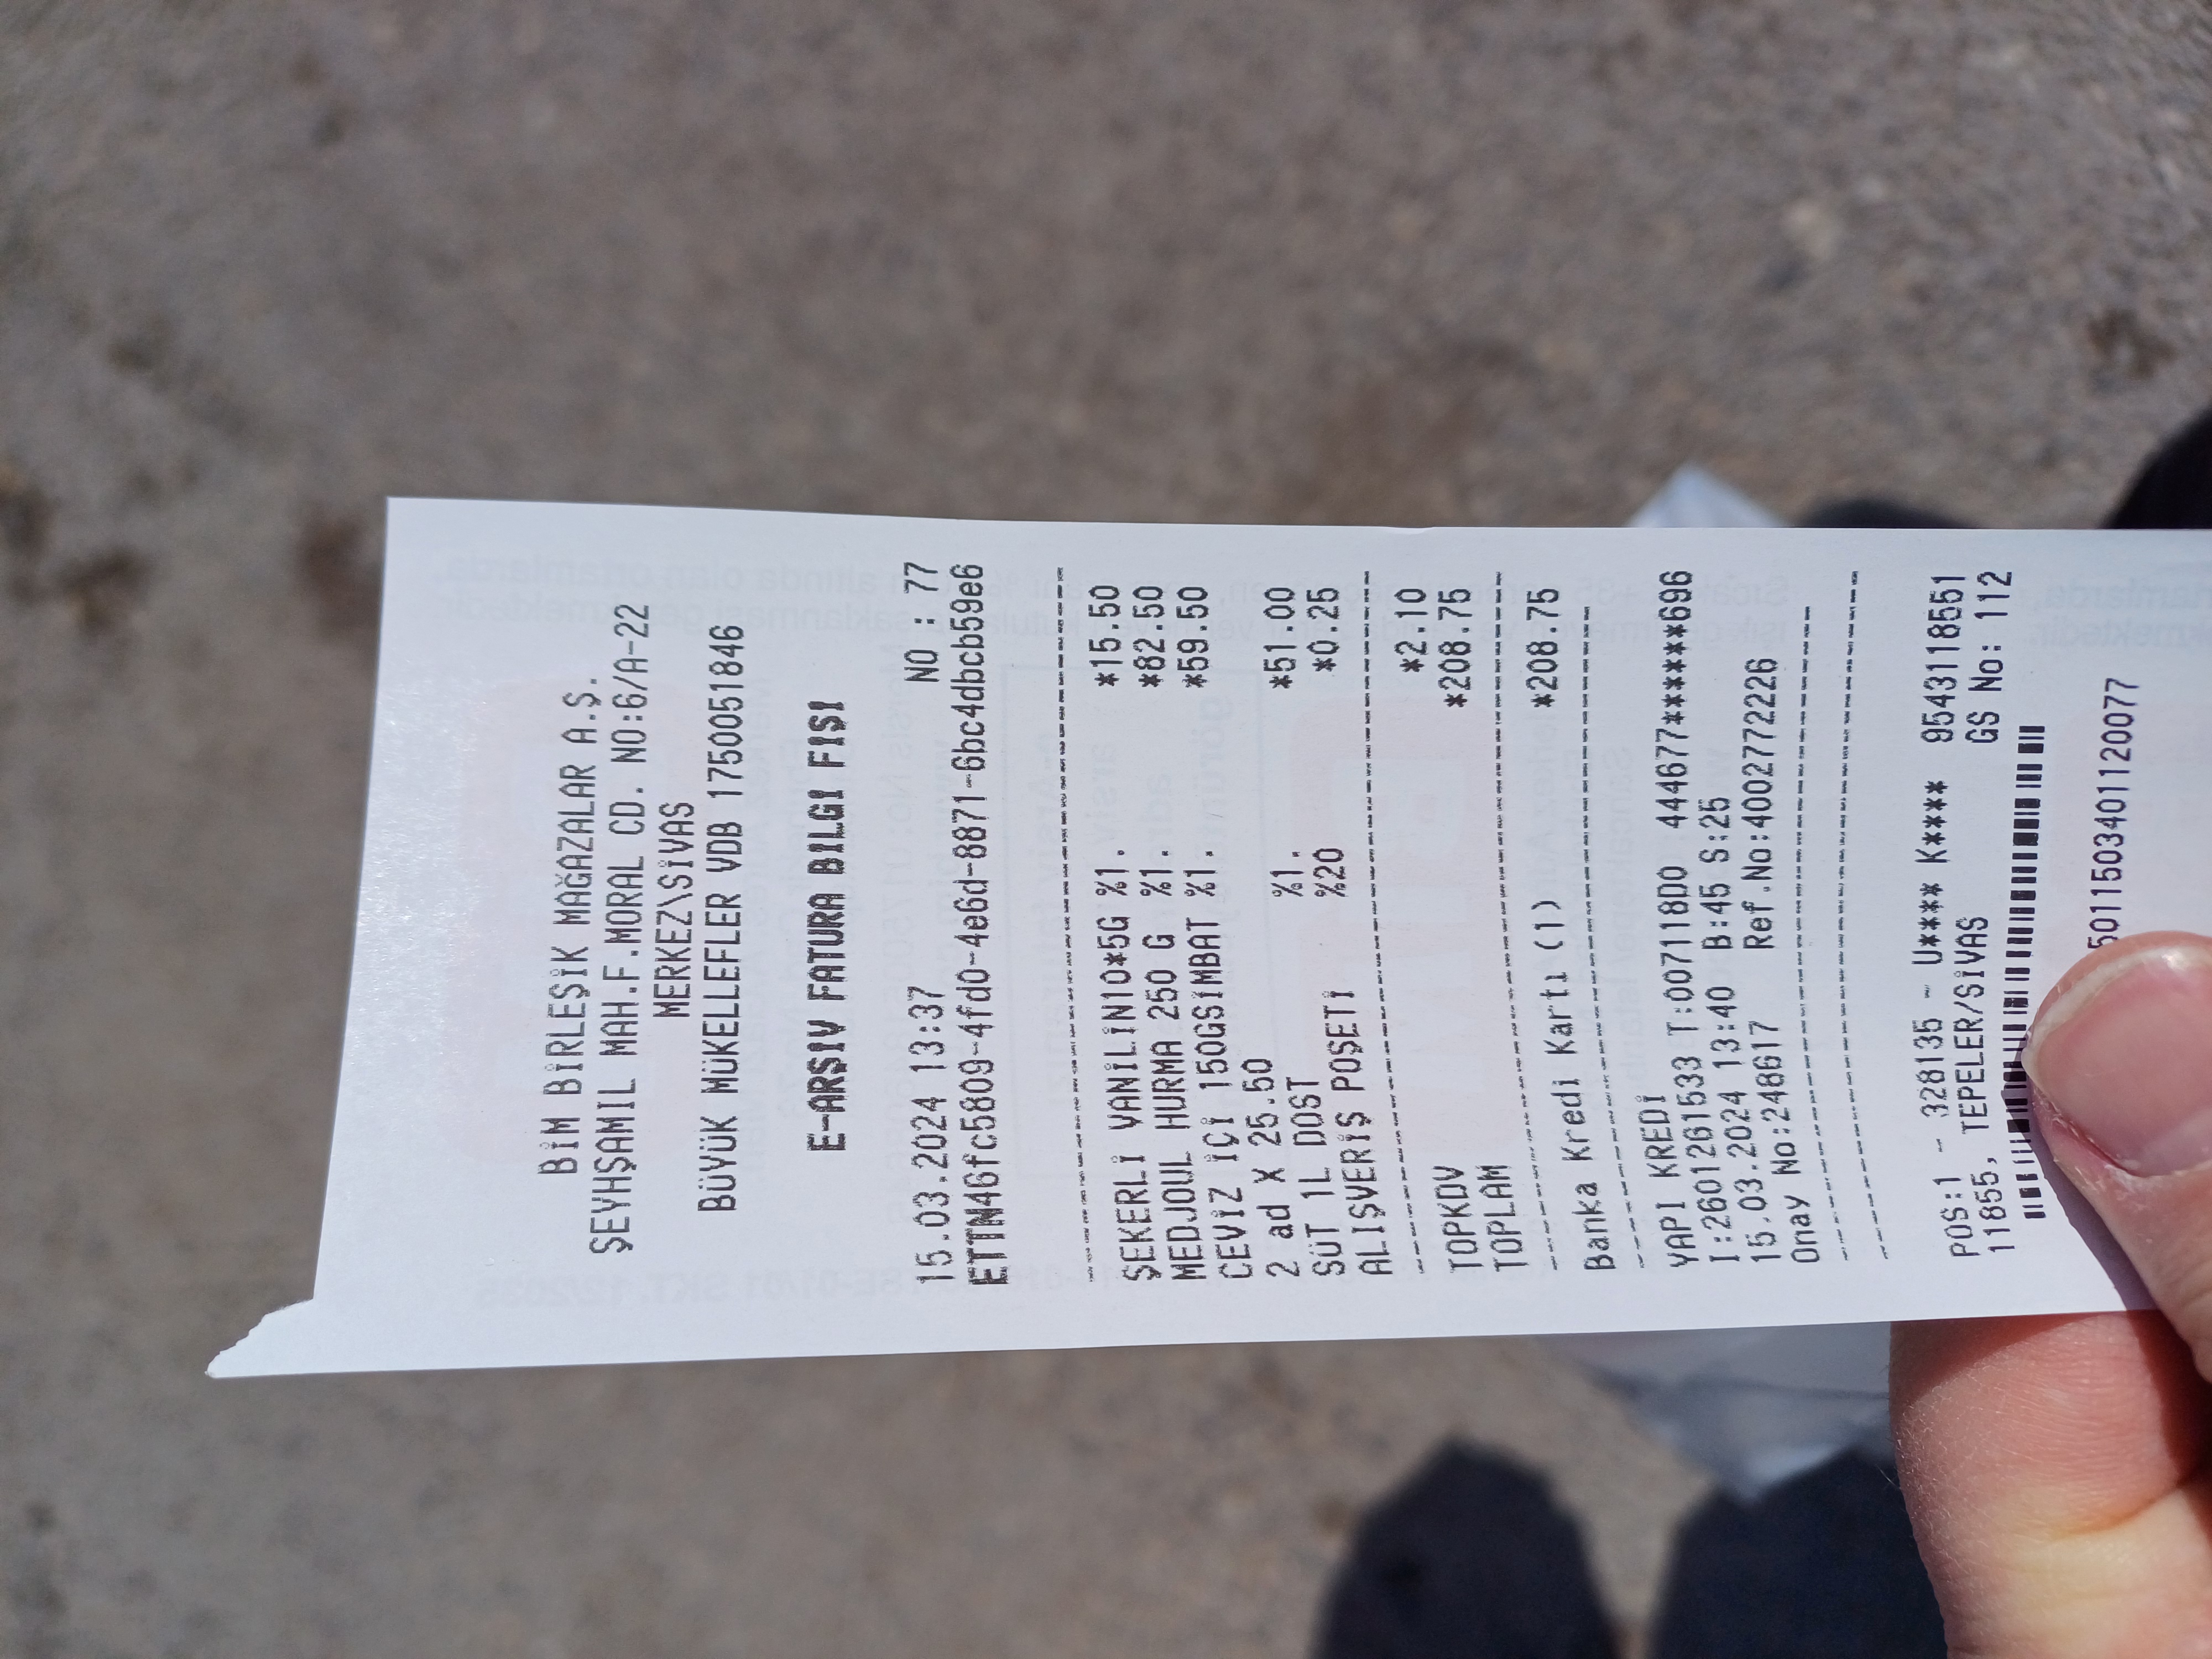 BİM BİRLEŞİK MAĞAZALAR A.Ş.
ŞEYHŞAMIL MAH.F.MORAL CD. NO:6/A-22
MERKEZ\SİVAS
BÜYÜK MÜKELLEFLER VDB 1750051846
E-ARŞIV FATURA BILGI FIŞI
15.03.2024 13:37 NO : 77
ETTN46fc5809-4fd0-4e6d-8871-6bc4dbcb59e6
ŞEKERLİ VANİLİN10*5G %1. *15.50
MEDJOUL HURMA 250 G %1. *82.50
CEVİZ İÇİ 150GSİMBAT %1. *59.50
2 ad X 25.50
SÜT 1L DOST %1. *51.00
ALIŞVERİŞ POŞETİ %20 *0.25
TOPKDV *2.10
TOPLAM *208.75
Banka Kredi Kartı (1) *208.75
YAPI KREDİ
I:2601261533 T:007118D0 444677******696
15.03.2024 13:40 B:45 S:25
Onay No:248617 Ref.No:4002772226
POS:1 - 328135 - U**** K**** 9543118551
11855, TEPELER/SİVAS GS No: 112
5011503401120077